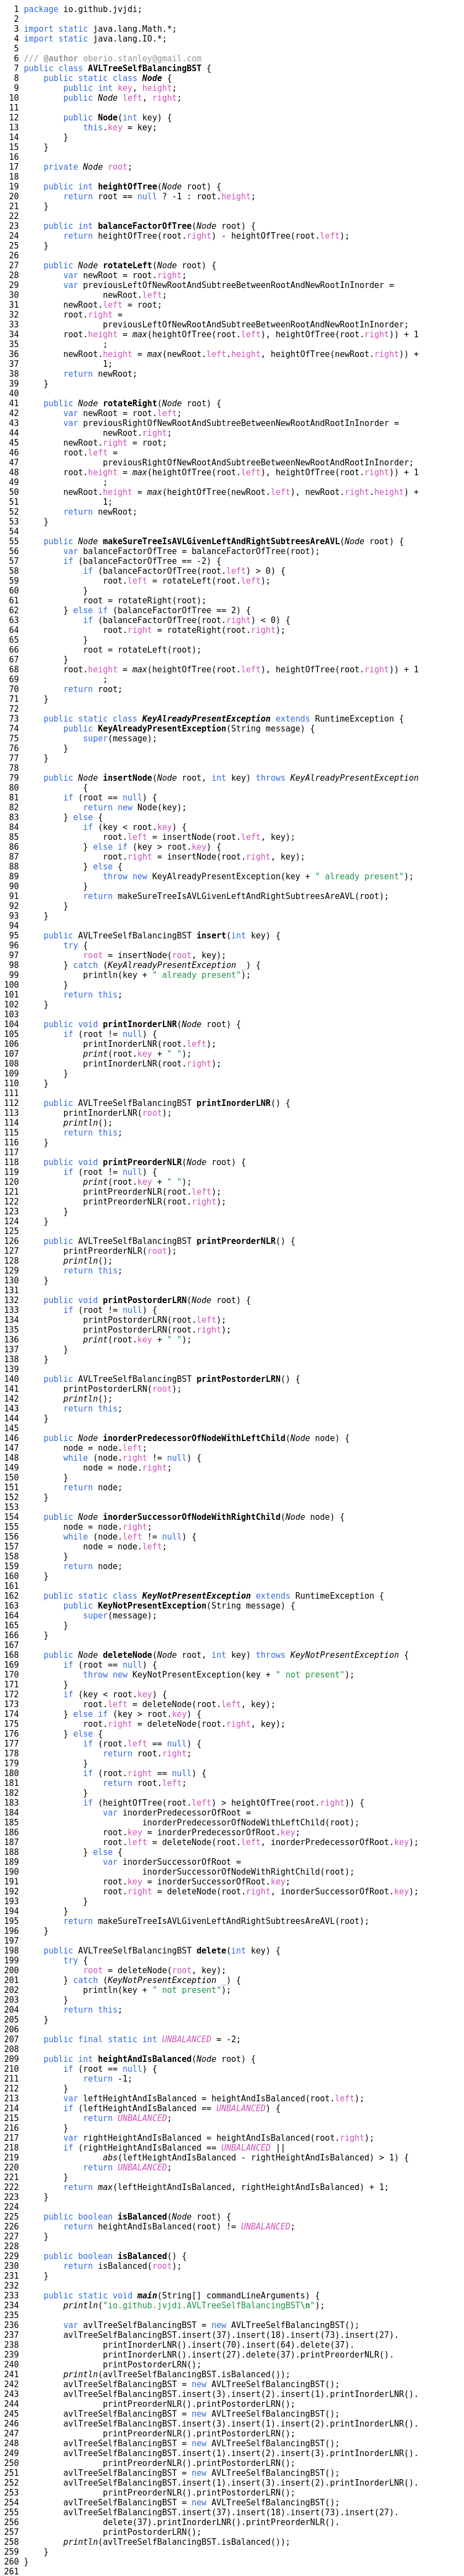 1 package io.github.jvjdi;
2
3 import static java.lang.Math.*;
4 import static java.lang.IO.*;
5
6 /// @author oberio.stanley@gmail.com
7 public class AVLTreeSelfBalancingBST {
8     public static class Node {
9         public int key, height;
10         public Node left, right;
11
12         public Node(int key) {
13             this.key = key;
14         }
15     }
16
17     private Node root;
18
19     public int heightOfTree(Node root) {
20         return root == null ? -1 : root.height;
21     }
22
23     public int balanceFactorOfTree(Node root) {
24         return heightOfTree(root.right) - heightOfTree(root.left);
25     }
26
27     public Node rotateLeft(Node root) {
28         var newRoot = root.right;
29         var previousLeftOfNewRootAndSubtreeBetweenRootAndNewRootInInorder =
30                 newRoot.left;
31         newRoot.left = root;
32         root.right =
33                 previousLeftOfNewRootAndSubtreeBetweenRootAndNewRootInInorder;
34         root.height = max(heightOfTree(root.left), heightOfTree(root.right)) + 1
35                 ;
36         newRoot.height = max(newRoot.left.height, heightOfTree(newRoot.right)) +
37                 1;
38         return newRoot;
39     }
40
41     public Node rotateRight(Node root) {
42         var newRoot = root.left;
43         var previousRightOfNewRootAndSubtreeBetweenNewRootAndRootInInorder =
44                 newRoot.right;
45         newRoot.right = root;
46         root.left =
47                 previousRightOfNewRootAndSubtreeBetweenNewRootAndRootInInorder;
48         root.height = max(heightOfTree(root.left), heightOfTree(root.right)) + 1
49                 ;
50         newRoot.height = max(heightOfTree(newRoot.left), newRoot.right.height) +
51                 1;
52         return newRoot;
53     }
54
55     public Node makeSureTreeIsAVLGivenLeftAndRightSubtreesAreAVL(Node root) {
56         var balanceFactorOfTree = balanceFactorOfTree(root);
57         if (balanceFactorOfTree == -2) {
58             if (balanceFactorOfTree(root.left) > 0) {
59                 root.left = rotateLeft(root.left);
60             }
61             root = rotateRight(root);
62         } else if (balanceFactorOfTree == 2) {
63             if (balanceFactorOfTree(root.right) < 0) {
64                 root.right = rotateRight(root.right);
65             }
66             root = rotateLeft(root);
67         }
68         root.height = max(heightOfTree(root.left), heightOfTree(root.right)) + 1
69                 ;
70         return root;
71     }
72
73     public static class KeyAlreadyPresentException extends RuntimeException {
74         public KeyAlreadyPresentException(String message) {
75             super(message);
76         }
77     }
78
79     public Node insertNode(Node root, int key) throws KeyAlreadyPresentException
80             {
81         if (root == null) {
82             return new Node(key);
83         } else {
84             if (key < root.key) {
85                 root.left = insertNode(root.left, key);
86             } else if (key > root.key) {
87                 root.right = insertNode(root.right, key);
88             } else {
89                 throw new KeyAlreadyPresentException(key + " already present");
90             }
91             return makeSureTreeIsAVLGivenLeftAndRightSubtreesAreAVL(root);
92         }
93     }
94
95     public AVLTreeSelfBalancingBST insert(int key) {
96         try {
97             root = insertNode(root, key);
98         } catch (KeyAlreadyPresentException _) {
99             println(key + " already present");
100         }
101         return this;
102     }
103
104     public void printInorderLNR(Node root) {
105         if (root != null) {
106             printInorderLNR(root.left);
107             print(root.key + " ");
108             printInorderLNR(root.right);
109         }
110     }
111
112     public AVLTreeSelfBalancingBST printInorderLNR() {
113         printInorderLNR(root);
114         println();
115         return this;
116     }
117
118     public void printPreorderNLR(Node root) {
119         if (root != null) {
120             print(root.key + " ");
121             printPreorderNLR(root.left);
122             printPreorderNLR(root.right);
123         }
124     }
125
126     public AVLTreeSelfBalancingBST printPreorderNLR() {
127         printPreorderNLR(root);
128         println();
129         return this;
130     }
131
132     public void printPostorderLRN(Node root) {
133         if (root != null) {
134             printPostorderLRN(root.left);
135             printPostorderLRN(root.right);
136             print(root.key + " ");
137         }
138     }
139
140     public AVLTreeSelfBalancingBST printPostorderLRN() {
141         printPostorderLRN(root);
142         println();
143         return this;
144     }
145
146     public Node inorderPredecessorOfNodeWithLeftChild(Node node) {
147         node = node.left;
148         while (node.right != null) {
149             node = node.right;
150         }
151         return node;
152     }
153
154     public Node inorderSuccessorOfNodeWithRightChild(Node node) {
155         node = node.right;
156         while (node.left != null) {
157             node = node.left;
158         }
159         return node;
160     }
161
162     public static class KeyNotPresentException extends RuntimeException {
163         public KeyNotPresentException(String message) {
164             super(message);
165         }
166     }
167
168     public Node deleteNode(Node root, int key) throws KeyNotPresentException {
169         if (root == null) {
170             throw new KeyNotPresentException(key + " not present");
171         }
172         if (key < root.key) {
173             root.left = deleteNode(root.left, key);
174         } else if (key > root.key) {
175             root.right = deleteNode(root.right, key);
176         } else {
177             if (root.left == null) {
178                 return root.right;
179             }
180             if (root.right == null) {
181                 return root.left;
182             }
183             if (heightOfTree(root.left) > heightOfTree(root.right)) {
184                 var inorderPredecessorOfRoot =
185                         inorderPredecessorOfNodeWithLeftChild(root);
186                 root.key = inorderPredecessorOfRoot.key;
187                 root.left = deleteNode(root.left, inorderPredecessorOfRoot.key);
188             } else {
189                 var inorderSuccessorOfRoot =
190                         inorderSuccessorOfNodeWithRightChild(root);
191                 root.key = inorderSuccessorOfRoot.key;
192                 root.right = deleteNode(root.right, inorderSuccessorOfRoot.key);
193             }
194         }
195         return makeSureTreeIsAVLGivenLeftAndRightSubtreesAreAVL(root);
196     }
197
198     public AVLTreeSelfBalancingBST delete(int key) {
199         try {
200             root = deleteNode(root, key);
201         } catch (KeyNotPresentException _) {
202             println(key + " not present");
203         }
204         return this;
205     }
206
207     public final static int UNBALANCED = -2;
208
209     public int heightAndIsBalanced(Node root) {
210         if (root == null) {
211             return -1;
212         }
213         var leftHeightAndIsBalanced = heightAndIsBalanced(root.left);
214         if (leftHeightAndIsBalanced == UNBALANCED) {
215             return UNBALANCED;
216         }
217         var rightHeightAndIsBalanced = heightAndIsBalanced(root.right);
218         if (rightHeightAndIsBalanced == UNBALANCED ||
219                 abs(leftHeightAndIsBalanced - rightHeightAndIsBalanced) > 1) {
220             return UNBALANCED;
221         }
222         return max(leftHeightAndIsBalanced, rightHeightAndIsBalanced) + 1;
223     }
224
225     public boolean isBalanced(Node root) {
226         return heightAndIsBalanced(root) != UNBALANCED;
227     }
228
229     public boolean isBalanced() {
230         return isBalanced(root);
231     }
232
233     public static void main(String[] commandLineArguments) {
234         println("io.github.jvjdi.AVLTreeSelfBalancingBST\n");
235
236         var avlTreeSelfBalancingBST = new AVLTreeSelfBalancingBST();
237         avlTreeSelfBalancingBST.insert(37).insert(18).insert(73).insert(27).
238                 printInorderLNR().insert(70).insert(64).delete(37).
239                 printInorderLNR().insert(27).delete(37).printPreorderNLR().
240                 printPostorderLRN();
241         println(avlTreeSelfBalancingBST.isBalanced());
242         avlTreeSelfBalancingBST = new AVLTreeSelfBalancingBST();
243         avlTreeSelfBalancingBST.insert(3).insert(2).insert(1).printInorderLNR().
244                 printPreorderNLR().printPostorderLRN();
245         avlTreeSelfBalancingBST = new AVLTreeSelfBalancingBST();
246         avlTreeSelfBalancingBST.insert(3).insert(1).insert(2).printInorderLNR().
247                 printPreorderNLR().printPostorderLRN();
248         avlTreeSelfBalancingBST = new AVLTreeSelfBalancingBST();
249         avlTreeSelfBalancingBST.insert(1).insert(2).insert(3).printInorderLNR().
250                 printPreorderNLR().printPostorderLRN();
251         avlTreeSelfBalancingBST = new AVLTreeSelfBalancingBST();
252         avlTreeSelfBalancingBST.insert(1).insert(3).insert(2).printInorderLNR().
253                 printPreorderNLR().printPostorderLRN();
254         avlTreeSelfBalancingBST = new AVLTreeSelfBalancingBST();
255         avlTreeSelfBalancingBST.insert(37).insert(18).insert(73).insert(27).
256                 delete(37).printInorderLNR().printPreorderNLR().
257                 printPostorderLRN();
258         println(avlTreeSelfBalancingBST.isBalanced());
259     }
260 }
261